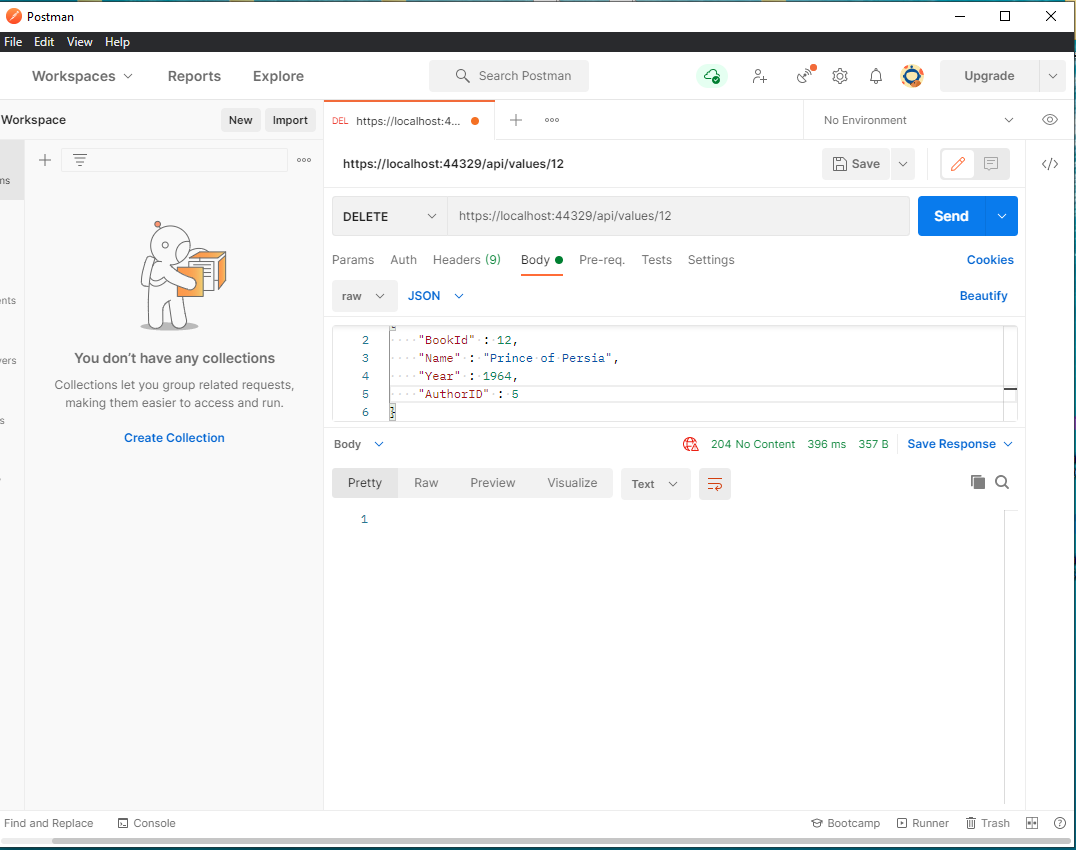 Postman
File Edit View Help
Workspaces Reports Explore Search Postman Upgrade
Workspace New Import
DEL https://localhost:4... No Environment
https://localhost:44329/api/values/12 Save
DELETE https://localhost:44329/api/values/12 Send
Params Auth Headers (9) Body Pre-req. Tests Settings Cookies
raw JSON Beautify
2 "BookId" : 12,
3 "Name" : "Prince of Persia",
4 "Year" : 1964,
5 "AuthorID" : 5
6 }
Body 204 No Content 396 ms 357 B Save Response
Pretty Raw Preview Visualize Text
1
ns
ents
vers
s
You don't have any collections
Collections let you group related requests,
making them easier to access and run.
Create Collection
Find and Replace Console Bootcamp Runner Trash